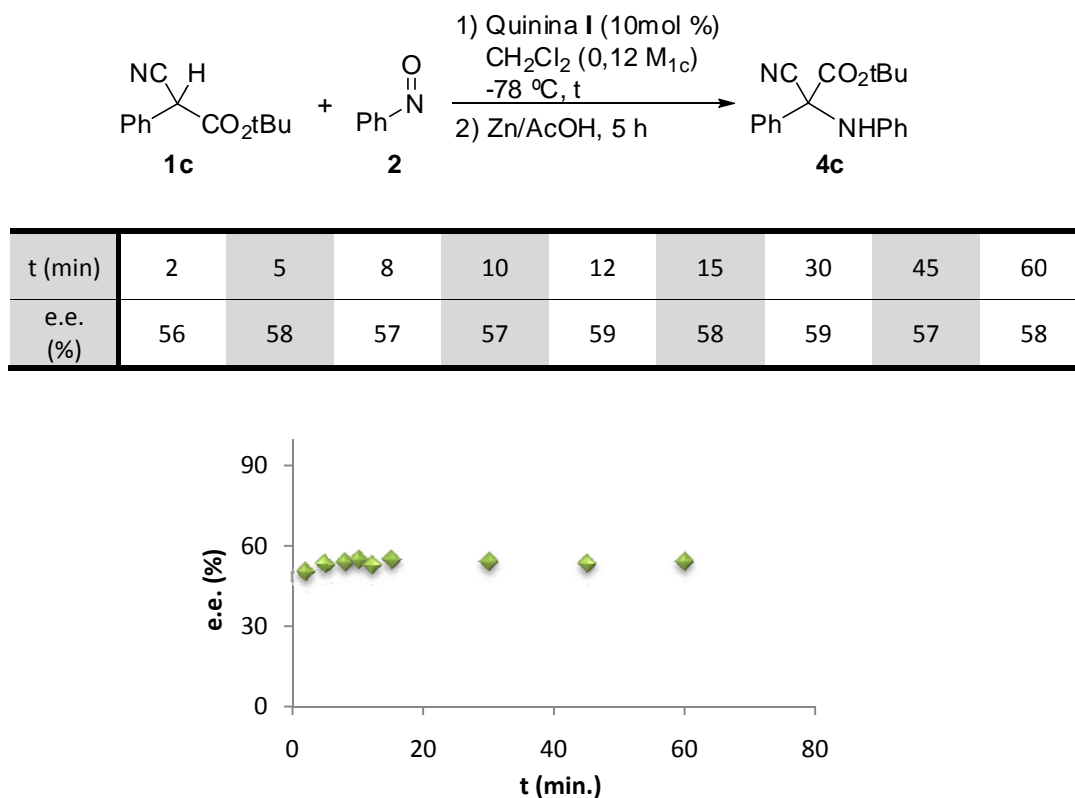 1) Quinina I (10mol %)
CH2Cl2 (0,12 M1c)
-78 ºC, t
2) Zn/AcOH, 5 h
NC H
Ph CO2tBu
1c
+
O
N
Ph
2
NC CO2tBu
Ph NHPh
4c
t (min) 2 5 8 10 12 15 30 45 60
e.e. (%) 56 58 57 57 59 58 59 57 58
90
60
30
0
e.e. (%)
0 20 40 60 80
t (min.)